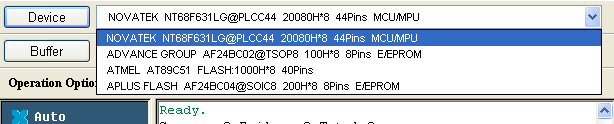 Device
NOVATEK NT68F631LG@PLCC44 20080H*8 44Pins MCU/MPU
NOVATEK NT68F631LG@PLCC44 20080H*8 44Pins MCU/MPU
Buffer
ADVANCE GROUP AF24BC02@TSOP8 100H*8 8Pins E/EPROM
ATMEL AT89C51 FLASH:1000H*8 40Pins
Operation
APLUS FLASH AF24BC04@SOIC8 200H*8 8Pins E/EPROM
Auto
Ready.